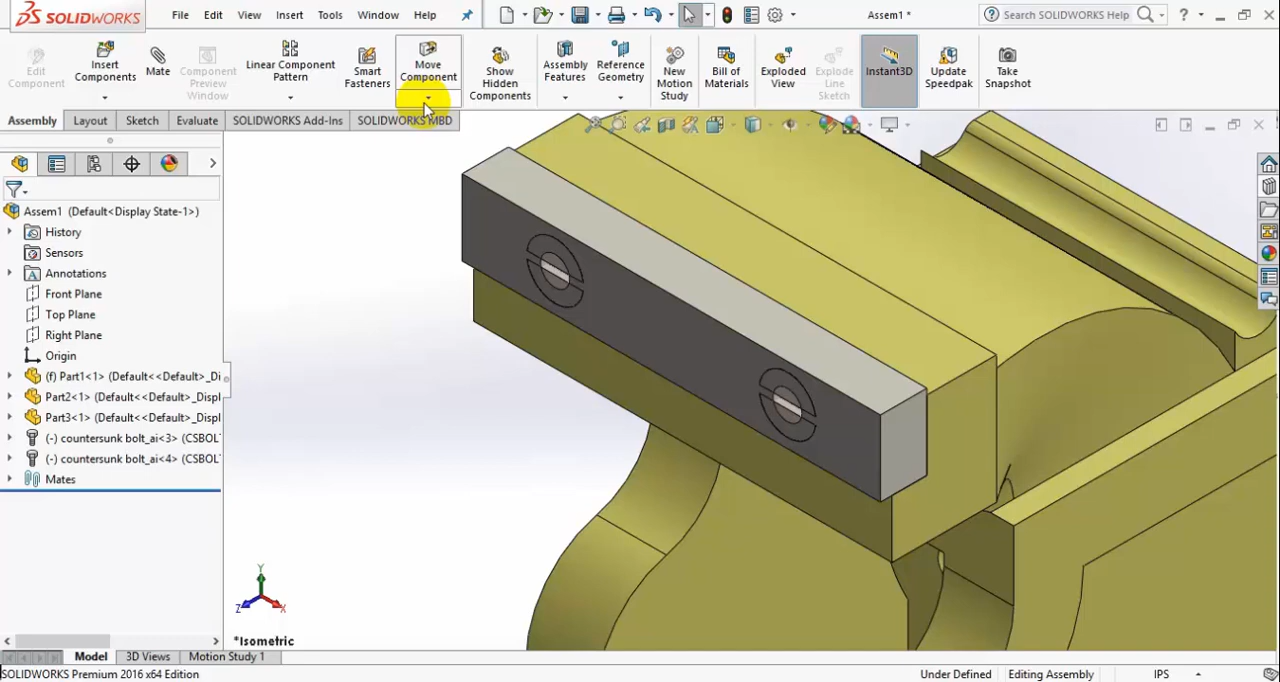 SOLIDWORKS
File Edit View Insert Tools Window Help
Assem1 *
Search SOLIDWORKS Help
?
Edit Component
Insert Components
Mate
Component Preview Window
Linear Component Pattern
Smart Fasteners
Move Component
Show Hidden Components
Assembly Features
Reference Geometry
New Motion Study
Bill of Materials
Exploded View
Explode Line Sketch
Instant3D
Update Speedpak
Take Snapshot
Assembly Layout Sketch Evaluate SOLIDWORKS Add-Ins SOLIDWORKS MBD
Assem1 (Default<Display State-1>)
History
Sensors
Annotations
Front Plane
Top Plane
Right Plane
Origin
(f) Part1<1> (Default<<Default>_Di
Part2<1> (Default<<Default>_Displ
Part3<1> (Default<<Default>_Displ
(-) countersunk bolt_ai<3> (CSBOL
(-) countersunk bolt_ai<4> (CSBOL
Mates
Y
Z
X
*Isometric
Model 3D Views Motion Study 1
SOLIDWORKS Premium 2016 x64 Edition
Under Defined Editing Assembly IPS